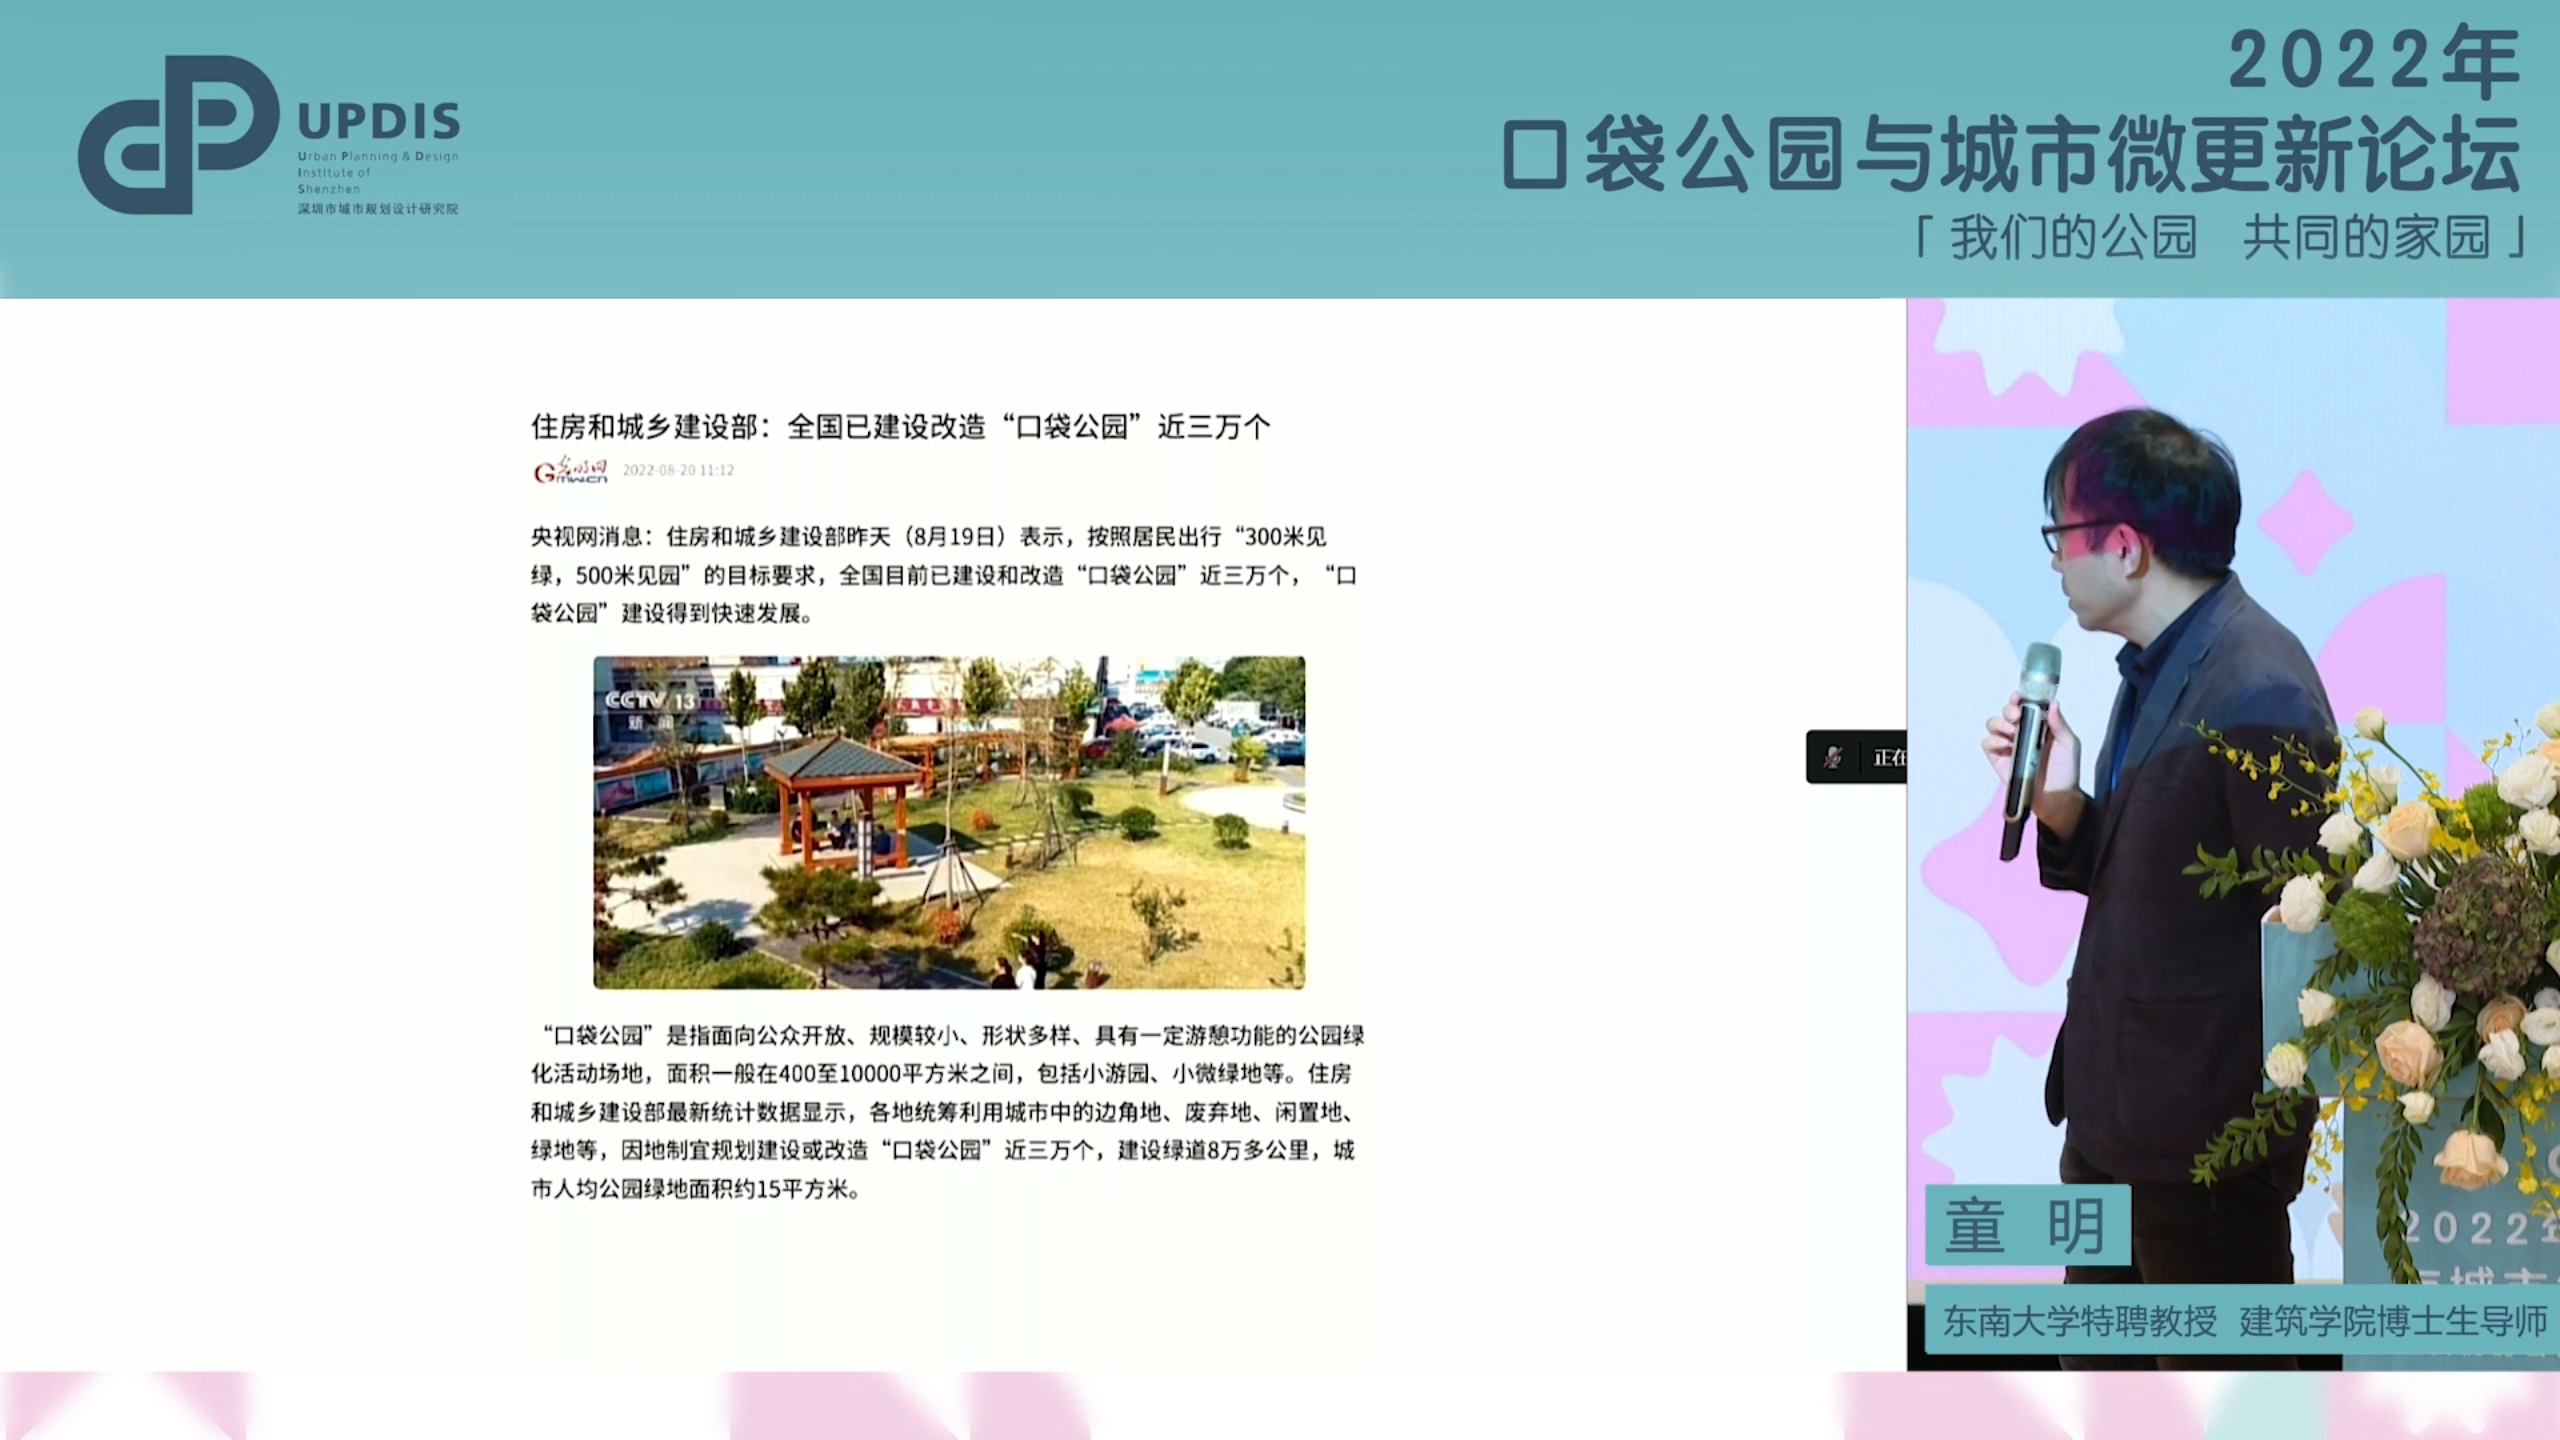 UPDIS
Urban Planning & Design
Institute of
Shenzhen
深圳市城市规划设计研究院
2022年
口袋公园与城市微更新论坛
「我们的公园 共同的家园」
住房和城乡建设部：全国已建设改造“口袋公园”近三万个
光明网
Gmw.cn
2022-08-20 11:12
央视网消息：住房和城乡建设部昨天（8月19日）表示，按照居民出行“300米见
绿，500米见园”的目标要求，全国目前已建设和改造“口袋公园”近三万个，“口
袋公园”建设得到快速发展。
CCTV 13
新闻
“口袋公园”是指面向公众开放、规模较小、形状多样、具有一定游憩功能的公园绿
化活动场地，面积一般在400至10000平方米之间，包括小游园、小微绿地等。住房
和城乡建设部最新统计数据显示，各地统筹利用城市中的边角地、废弃地、闲置地、
绿地等，因地制宜规划建设或改造“口袋公园”近三万个，建设绿道8万多公里，城
市人均公园绿地面积约15平方米。
正在
童 明
东南大学特聘教授 建筑学院博士生导师
2022
城市